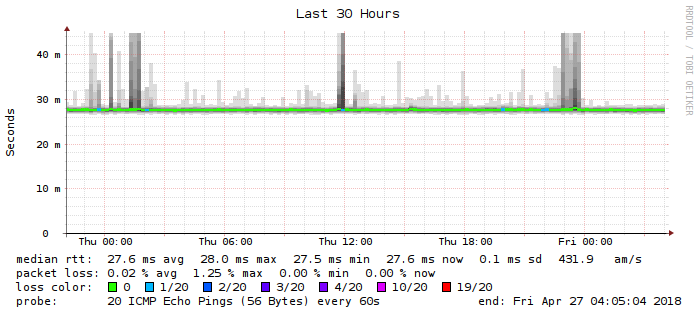 Last 30 Hours
RRDTOOL / TOBI OETIKER
Seconds
40 m
30 m
20 m
10 m
0
Thu 00:00 Thu 06:00 Thu 12:00 Thu 18:00 Fri 00:00
median rtt: 27.6 ms avg 28.0 ms max 27.5 ms min 27.6 ms now 0.1 ms sd 431.9 am/s
packet loss: 0.02 % avg 1.25 % max 0.00 % min 0.00 % now
loss color: 0 1/20 2/20 3/20 4/20 10/20 19/20
probe: 20 ICMP Echo Pings (56 Bytes) every 60s end: Fri Apr 27 04:05:04 2018